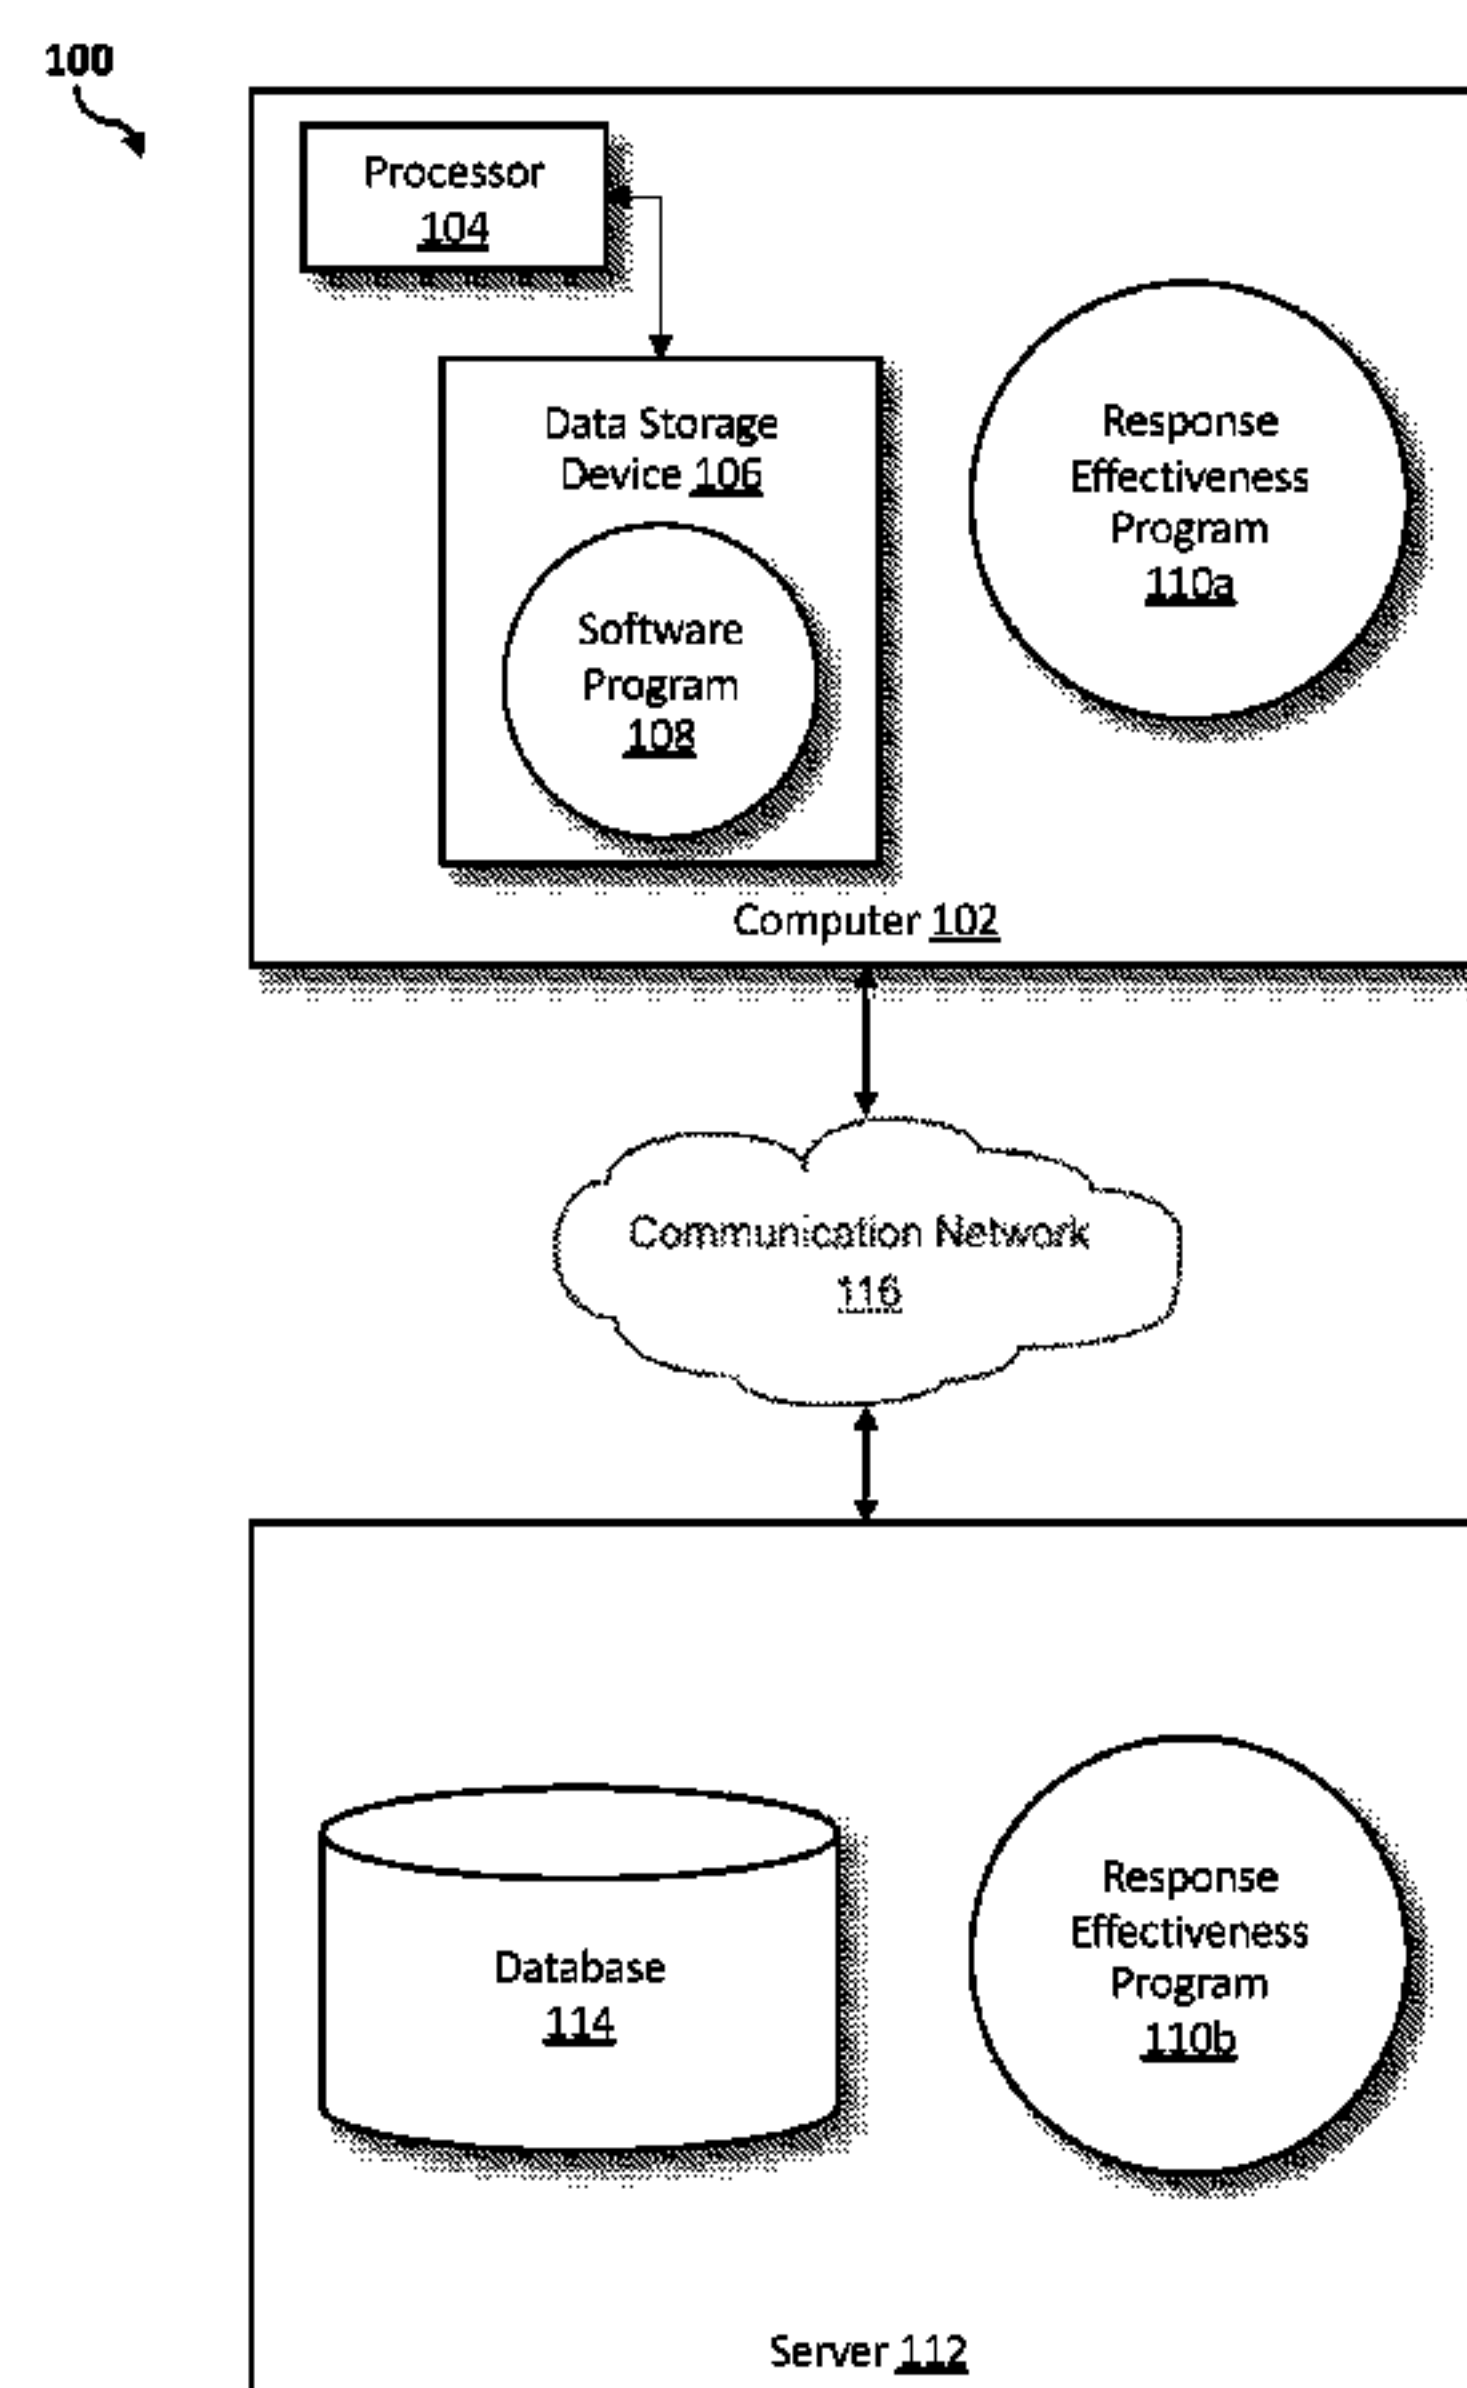 100
Processor
104
Data Storage
Device 106
Software
Program
108
Response
Effectiveness
Program
110a
Computer 102
Communication Network
116
Database
114
Response
Effectiveness
Program
110b
Server 112